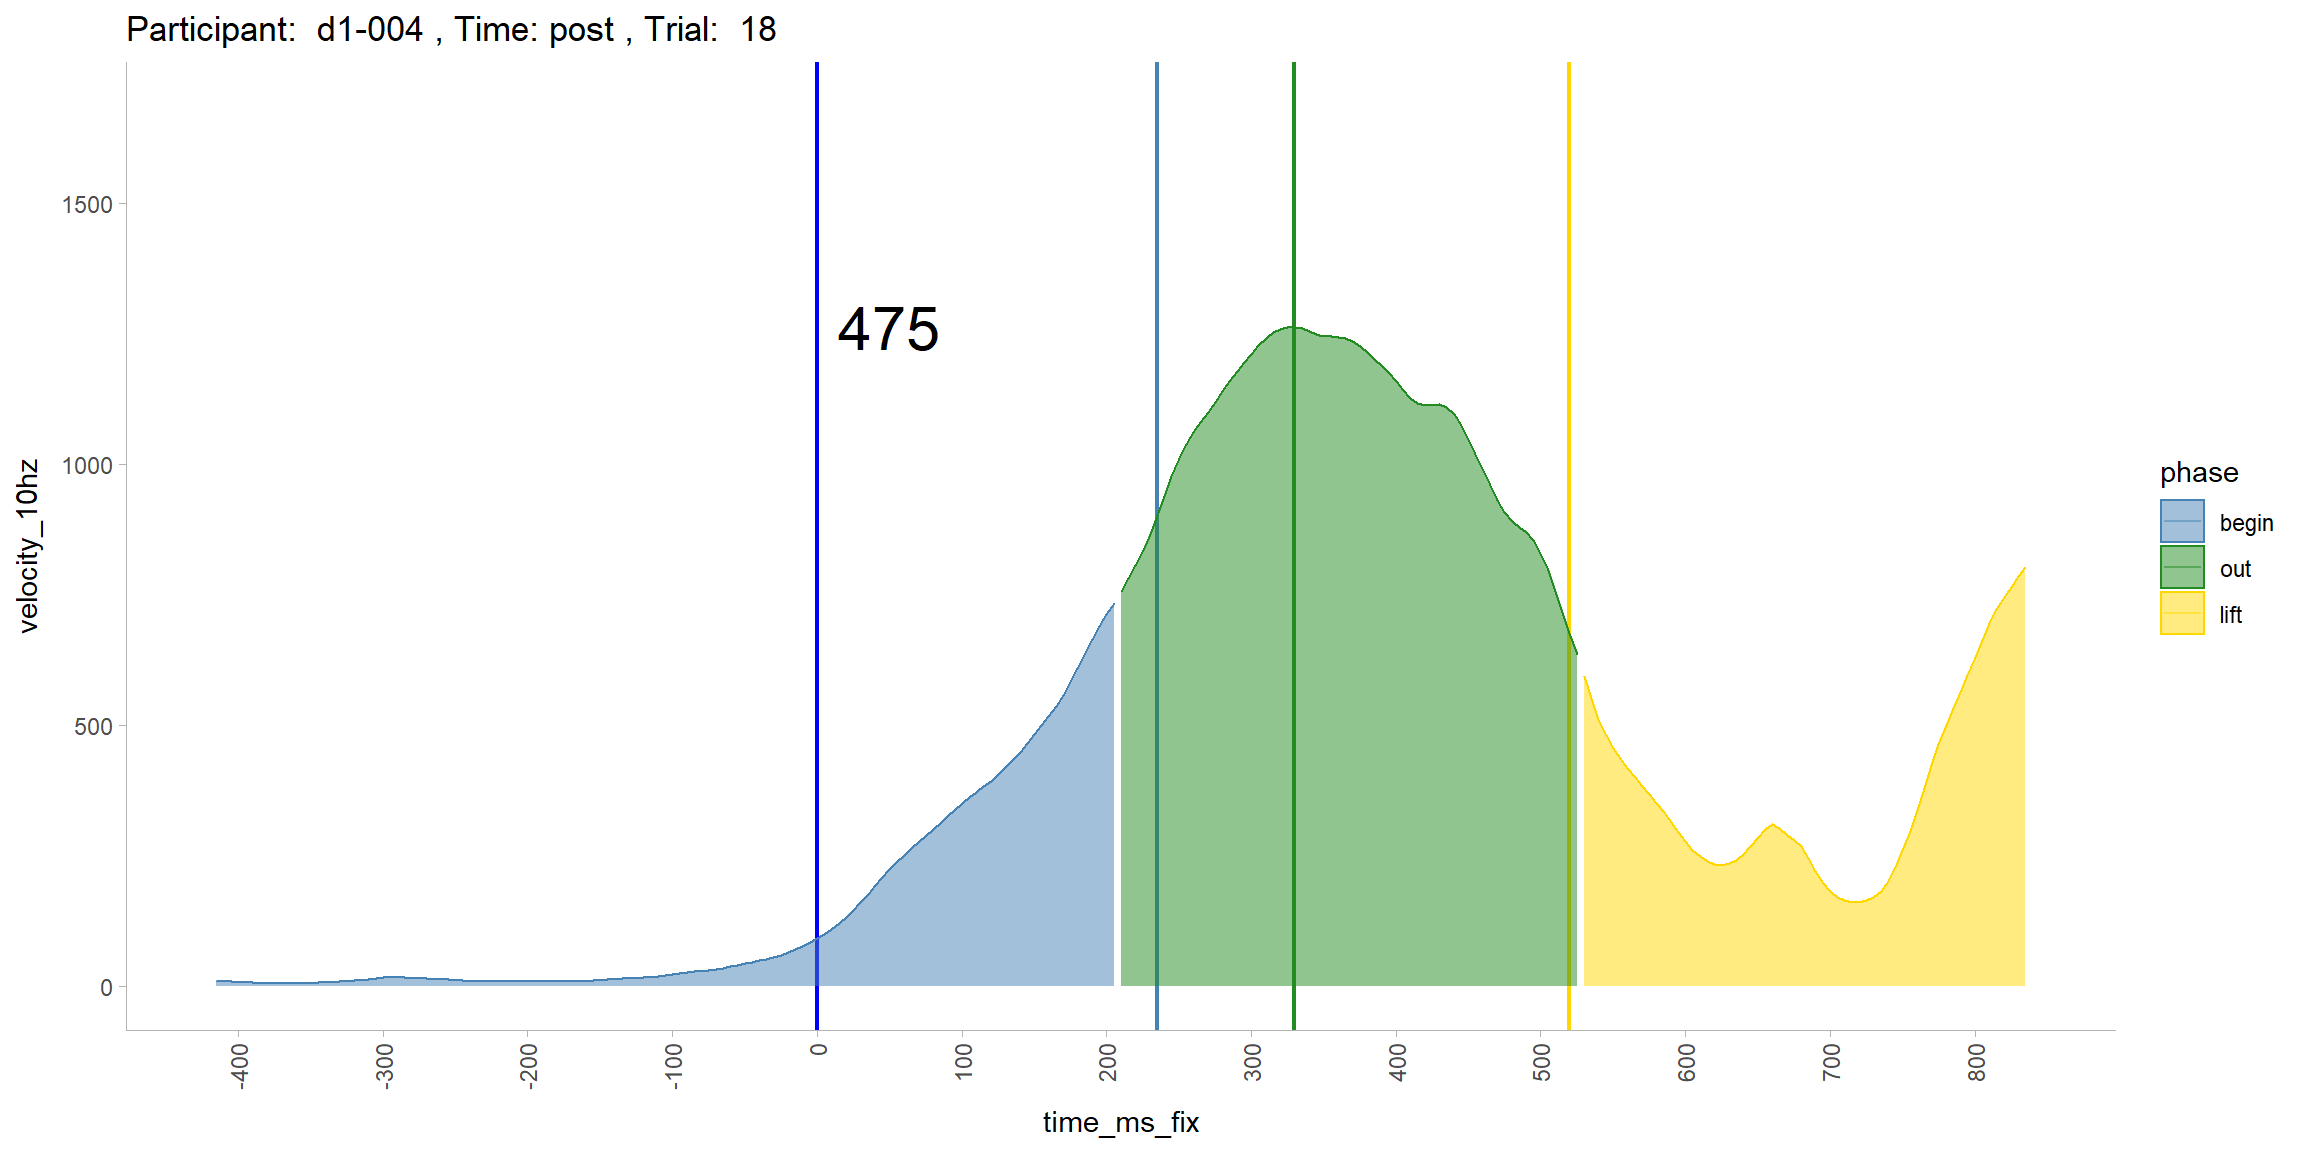 Participant:  d1-004 , Time: post , Trial:  18
1500
1000
500
0
velocity_10hz
475
-400
-300
-200
-100
0
100
200
300
400
500
600
700
800
time_ms_fix
phase
begin
out
lift